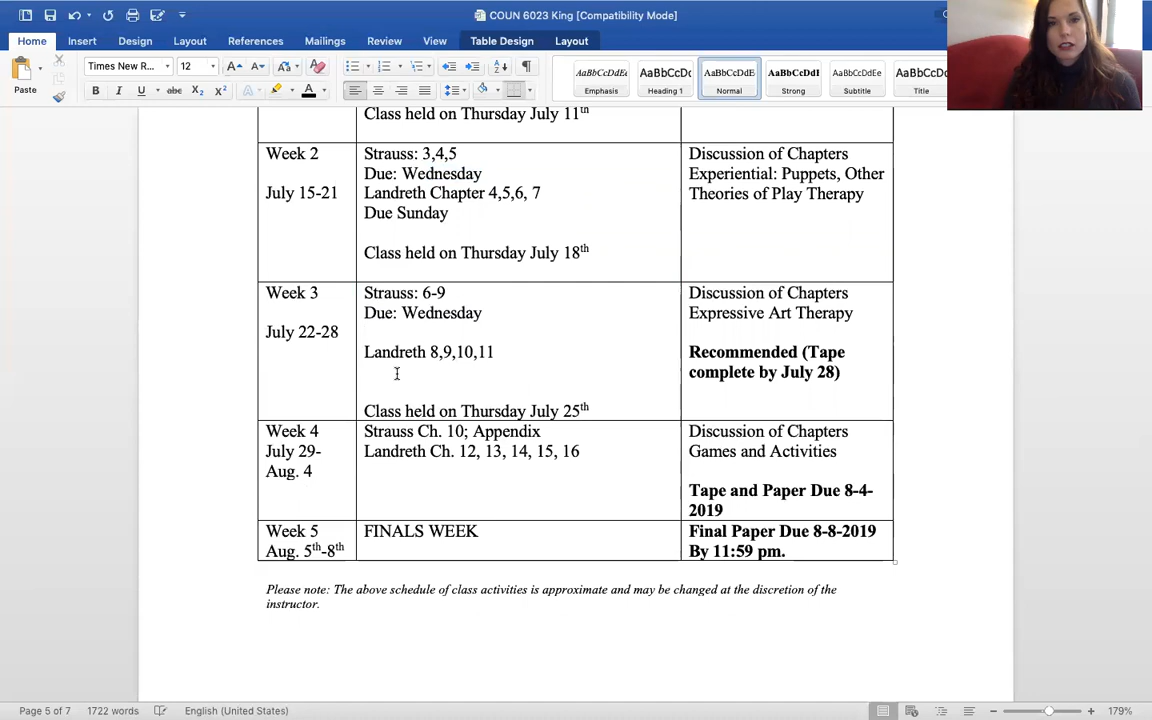 COUN 6023 King [Compatibility Mode]
Home Insert Design Layout References Mailings Review View Table Design Layout
Paste
Times New R... 12
B I U abc X2 X2 A A
AaBbCcDdEe
Emphasis
AaBbCcDc
Heading 1
AaBbCcDdE
Normal
AaBbCcDdI
Strong
AaBbCcDdEe
Subtitle
AaBbCcD
Title
Class held on Thursday July 11th
Week 2
July 15-21
Strauss: 3,4,5
Due: Wednesday
Landreth Chapter 4,5,6, 7
Due Sunday
Class held on Thursday July 18th
Discussion of Chapters
Experiential: Puppets, Other
Theories of Play Therapy
Week 3
July 22-28
Strauss: 6-9
Due: Wednesday
Landreth 8,9,10,11
Class held on Thursday July 25th
Discussion of Chapters
Expressive Art Therapy
Recommended (Tape
complete by July 28)
Week 4
July 29-
Aug. 4
Strauss Ch. 10; Appendix
Landreth Ch. 12, 13, 14, 15, 16
Discussion of Chapters
Games and Activities
Tape and Paper Due 8-4-
2019
Week 5
Aug. 5th-8th
FINALS WEEK
Final Paper Due 8-8-2019
By 11:59 pm.
Please note: The above schedule of class activities is approximate and may be changed at the discretion of the
instructor.
Page 5 of 7 1722 words English (United States) 179%